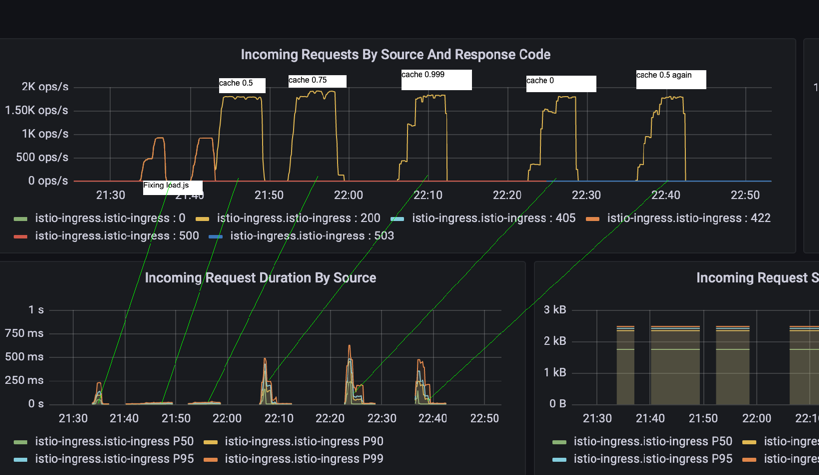 Incoming Requests By Source And Response Code
cache 0.5
cache 0.75
cache 0.999
cache 0
cache 0.5 again
2K ops/s
1.50K ops/s
1K ops/s
500 ops/s
0 ops/s
Fixing load.js
21:30 21:40 21:50 22:00 22:10 22:20 22:30 22:40 22:50
istio-ingress.istio-ingress : 0 istio-ingress.istio-ingress : 200 istio-ingress.istio-ingress : 405 istio-ingress.istio-ingress : 422
istio-ingress.istio-ingress : 500 istio-ingress.istio-ingress : 503
Incoming Request Duration By Source
1 s
750 ms
500 ms
250 ms
0 s
21:30 21:40 21:50 22:00 22:10 22:20 22:30 22:40 22:50
istio-ingress.istio-ingress P50 istio-ingress.istio-ingress P90
istio-ingress.istio-ingress P95 istio-ingress.istio-ingress P99
Incoming Request S
3 kB
2 kB
1 kB
0 B
21:30 21:40 21:50 22:00 22:1
istio-ingress.istio-ingress P50 istio-ingre
istio-ingress.istio-ingress P95 istio-ingre